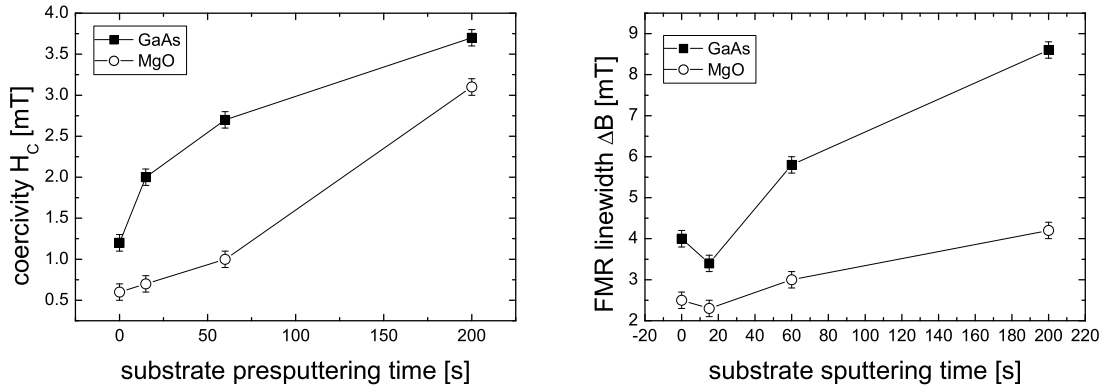 coercivity H_C [mT]
4.0
3.5
3.0
2.5
2.0
1.5
1.0
0.5
GaAs
MgO
0 50 100 150 200
substrate presputtering time [s]
FMR linewidth ΔB [mT]
9
8
7
6
5
4
3
2
GaAs
MgO
-20 0 20 40 60 80 100 120 140 160 180 200 220
substrate sputtering time [s]